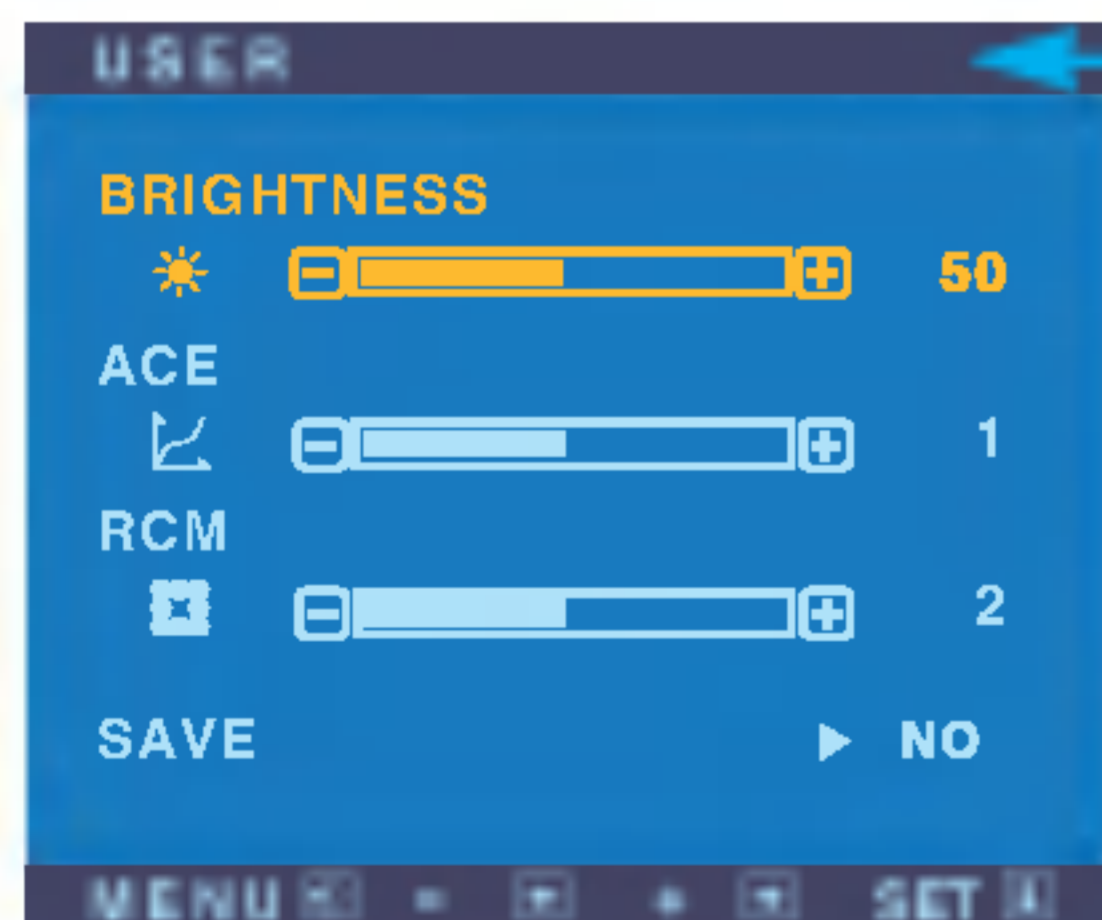 USER
BRIGHTNESS
50
ACE
1
RCM
2
SAVE ▶ NO
MENU - + SET